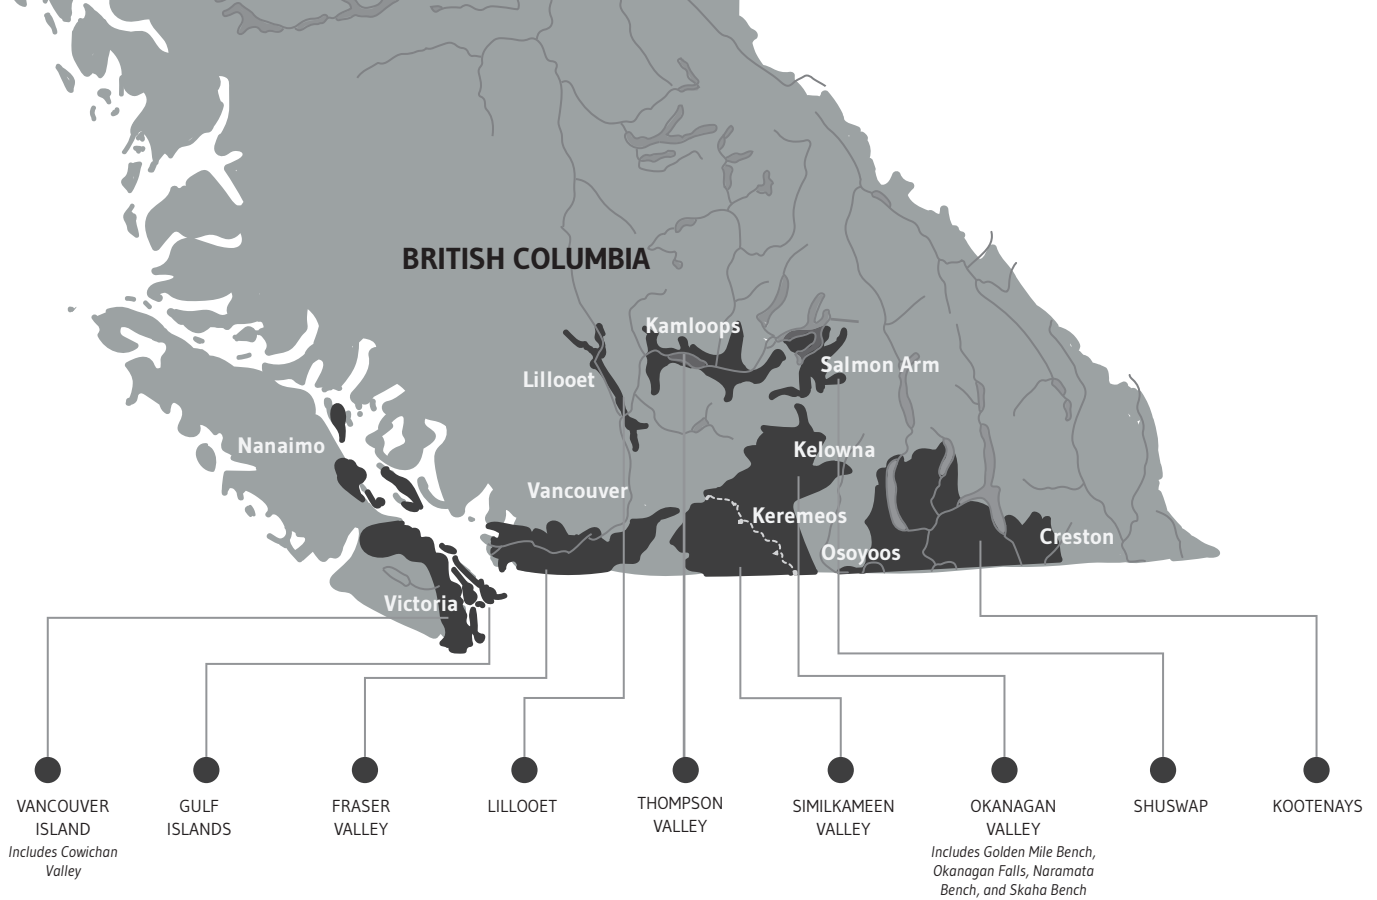 BRITISH COLUMBIA
Kamloops
Salmon Arm
Lillooet
Nanaimo
Kelowna
Vancouver
Keremeos
Creston
Osoyoos
Victoria
VANCOUVER
ISLAND
Includes Cowichan
Valley
GULF
ISLANDS
FRASER
VALLEY
LILLOOET
THOMPSON
VALLEY
SIMILKAMEEN
VALLEY
OKANAGAN
VALLEY
Includes Golden Mile Bench,
Okanagan Falls, Naramata
Bench, and Skaha Bench
SHUSWAP
KOOTENAYS